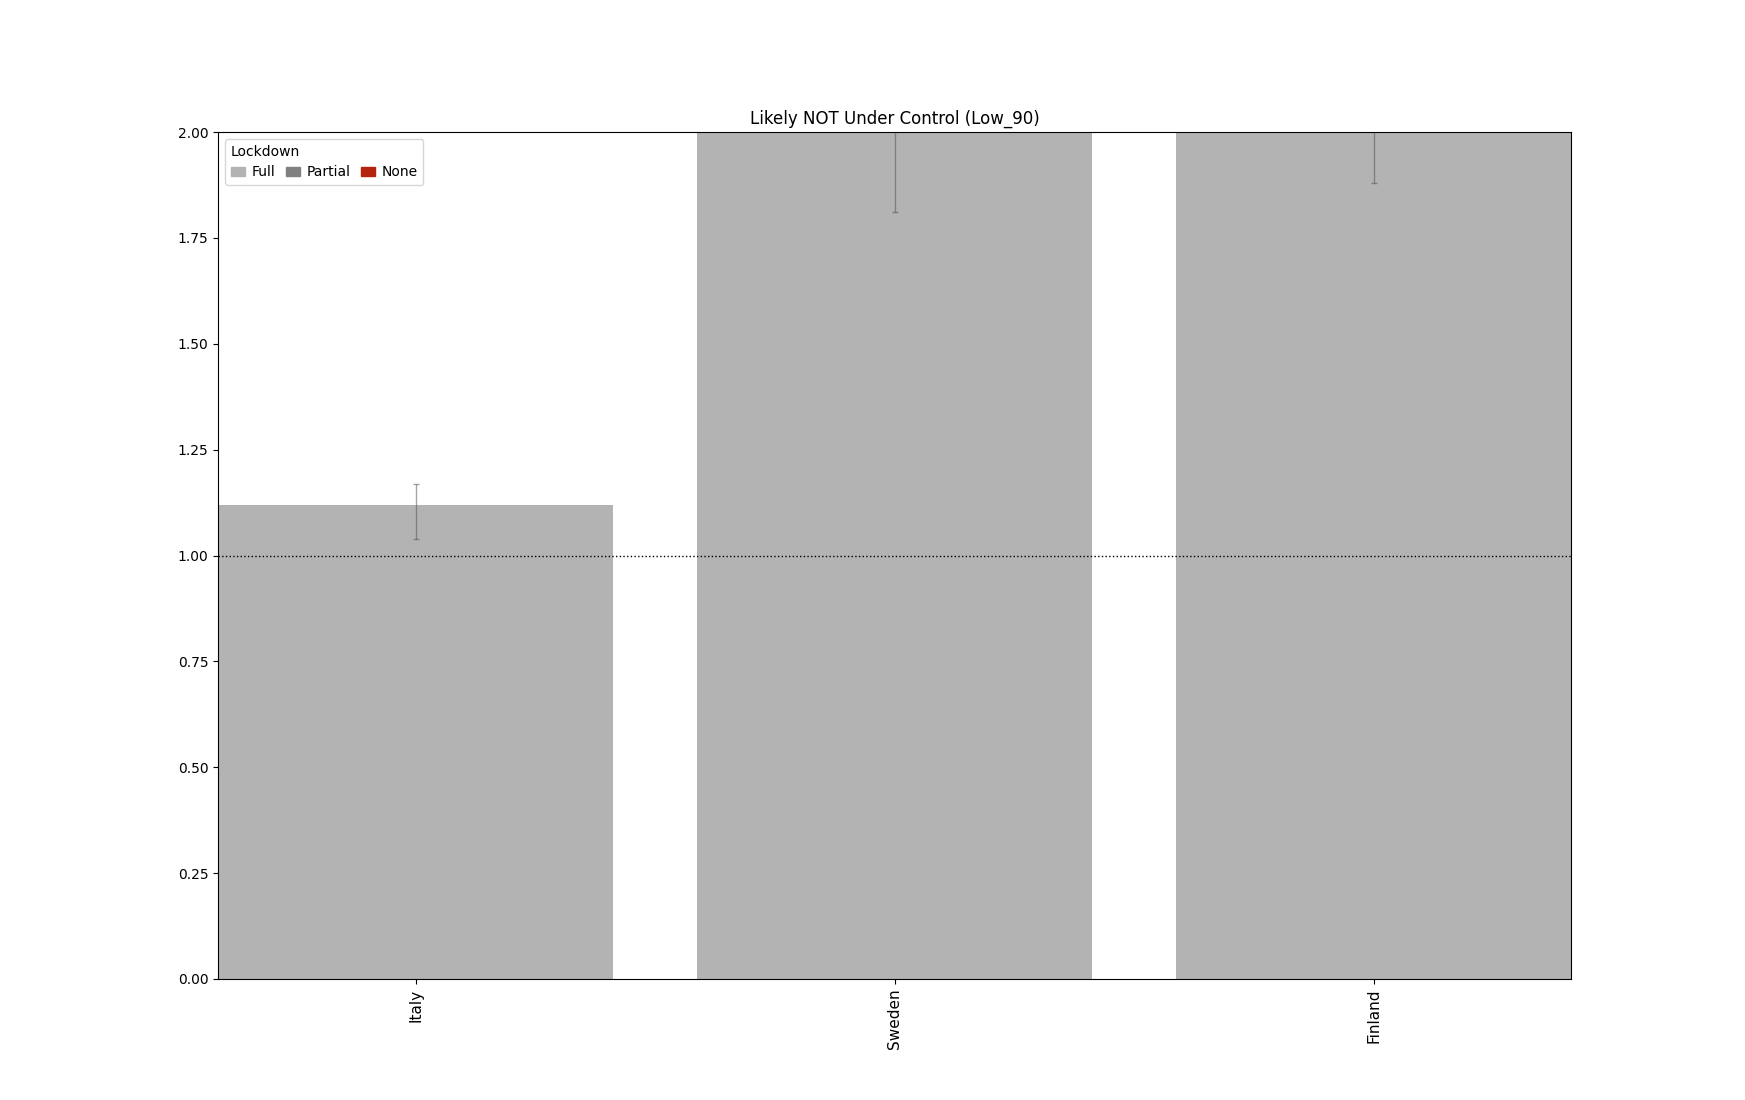 Likely NOT Under Control (Low_90)
2.00
Lockdown
Full Partial None
1.75
1.50
1.25
1.00
0.75
0.50
0.25
0.00
Italy
Sweden
Finland